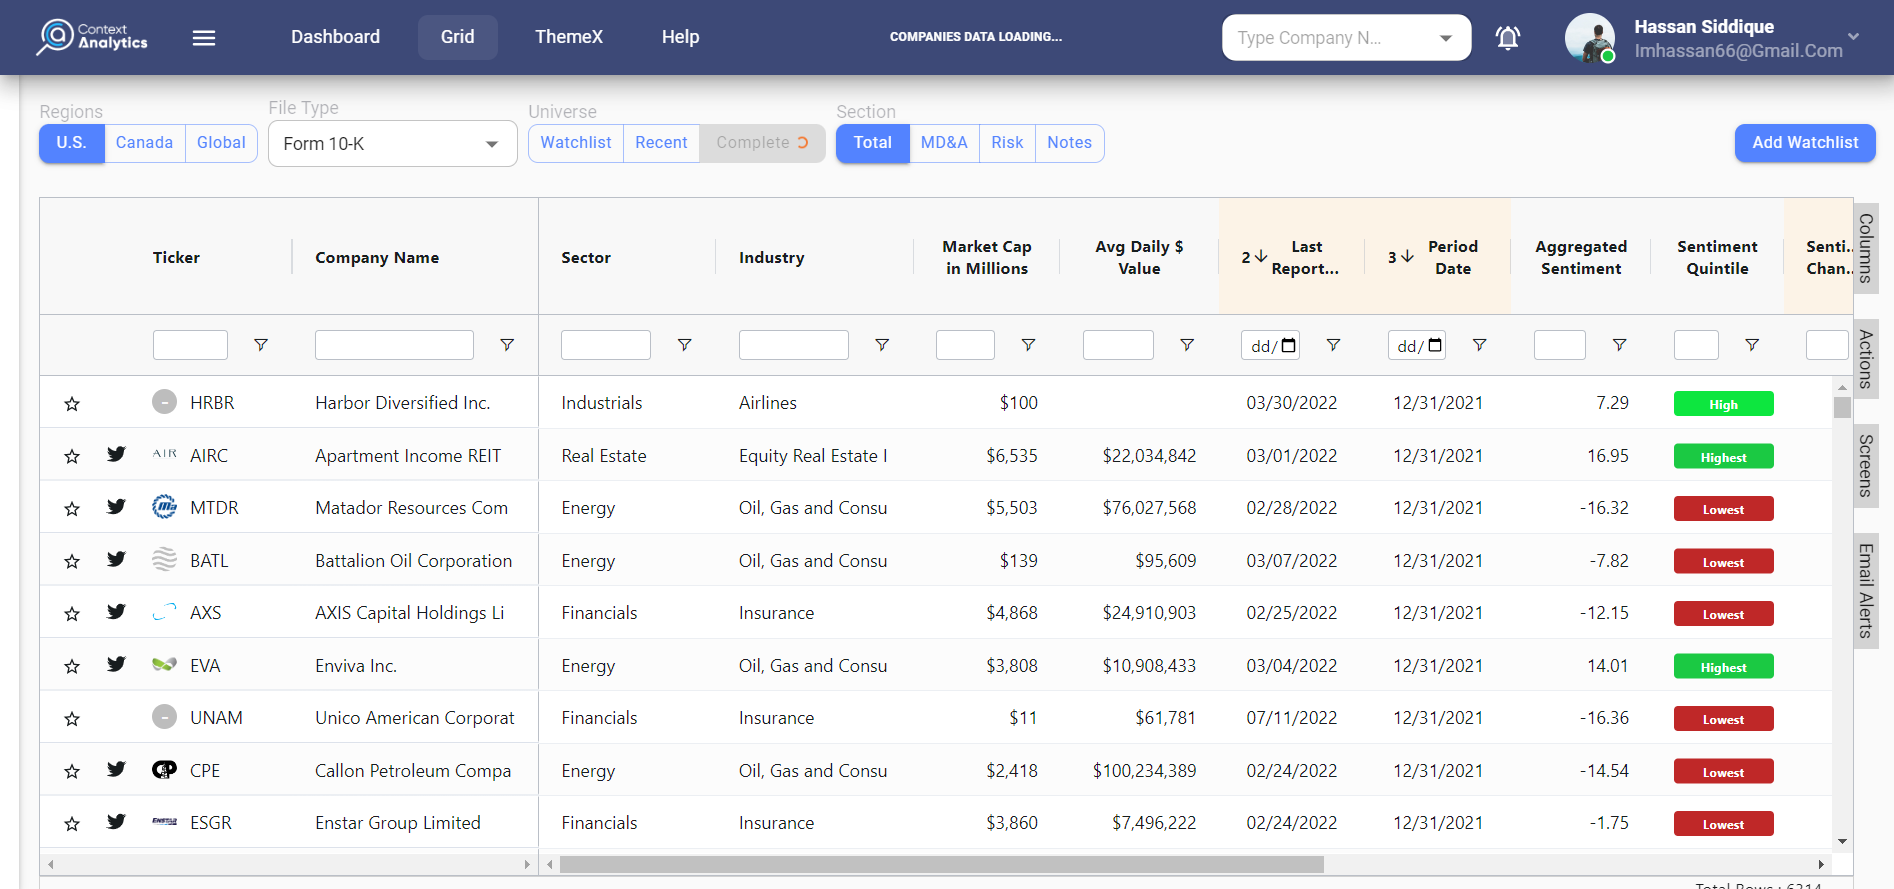 Context
Analytics
Dashboard
Grid
ThemeX
Help
COMPANIES DATA LOADING...
Type Company N...
Hassan Siddique
Imhassan66@Gmail.Com
Regions
U.S.
Canada
Global
File Type
Form 10-K
Universe
Watchlist
Recent
Complete
Section
Total
MD&A
Risk
Notes
Add Watchlist
Ticker
Company Name
Sector
Industry
Market Cap
in Millions
Avg Daily $
Value
2
Last
Report...
3
Period
Date
Aggregated
Sentiment
Sentiment
Quintile
Senti...
Chan...
dd/
dd/
HRBR Harbor Diversified Inc. Industrials Airlines $100 03/30/2022 12/31/2021 7.29 High
AIR AIRC Apartment Income REIT Real Estate Equity Real Estate I $6,535 $22,034,842 03/01/2022 12/31/2021 16.95 Highest
Ma MTDR Matador Resources Com Energy Oil, Gas and Consu $5,503 $76,027,568 02/28/2022 12/31/2021 -16.32 Lowest
BATL Battalion Oil Corporation Energy Oil, Gas and Consu $139 $95,609 03/07/2022 12/31/2021 -7.82 Lowest
AXS AXIS Capital Holdings Li Financials Insurance $4,868 $24,910,903 02/25/2022 12/31/2021 -12.15 Lowest
EVA Enviva Inc. Energy Oil, Gas and Consu $3,808 $10,908,433 03/04/2022 12/31/2021 14.01 Highest
UNAM Unico American Corporat Financials Insurance $11 $61,781 07/11/2022 12/31/2021 -16.36 Lowest
CPE Callon Petroleum Compa Energy Oil, Gas and Consu $2,418 $100,234,389 02/24/2022 12/31/2021 -14.54 Lowest
ENSTAR ESGR Enstar Group Limited Financials Insurance $3,860 $7,496,222 02/24/2022 12/31/2021 -1.75 Lowest
Columns
Actions
Screens
Email Alerts
Total Rows : 6314